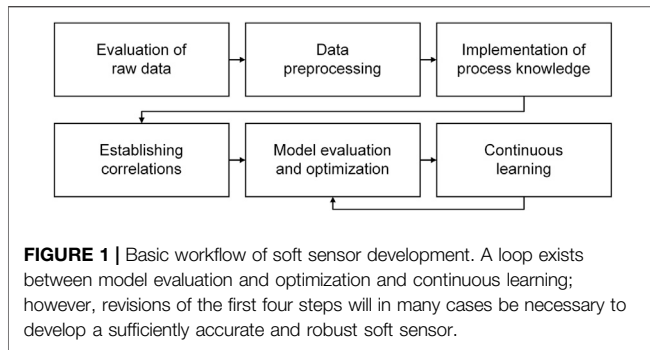 Evaluation of
raw data
Data
preprocessing
Implementation of
process knowledge
Establishing
correlations
Model evaluation
and optimization
Continuous
learning
FIGURE 1 | Basic workflow of soft sensor development. A loop exists
between model evaluation and optimization and continuous learning;
however, revisions of the first four steps will in many cases be necessary to
develop a sufficiently accurate and robust soft sensor.